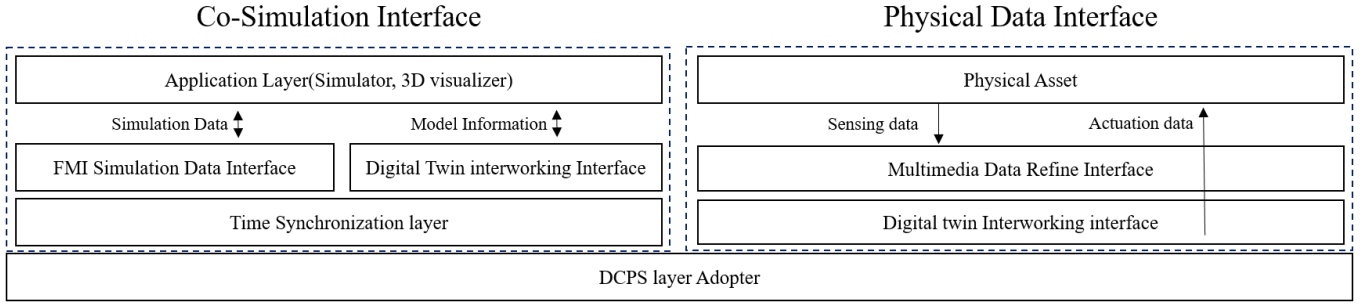 Co-Simulation Interface
Physical Data Interface
Application Layer(Simulator, 3D visualizer)
Simulation Data
Model Information
FMI Simulation Data Interface
Digital Twin interworking Interface
Time Synchronization layer
Physical Asset
Sensing data
Actuation data
Multimedia Data Refine Interface
Digital twin Interworking interface
DCPS layer Adopter